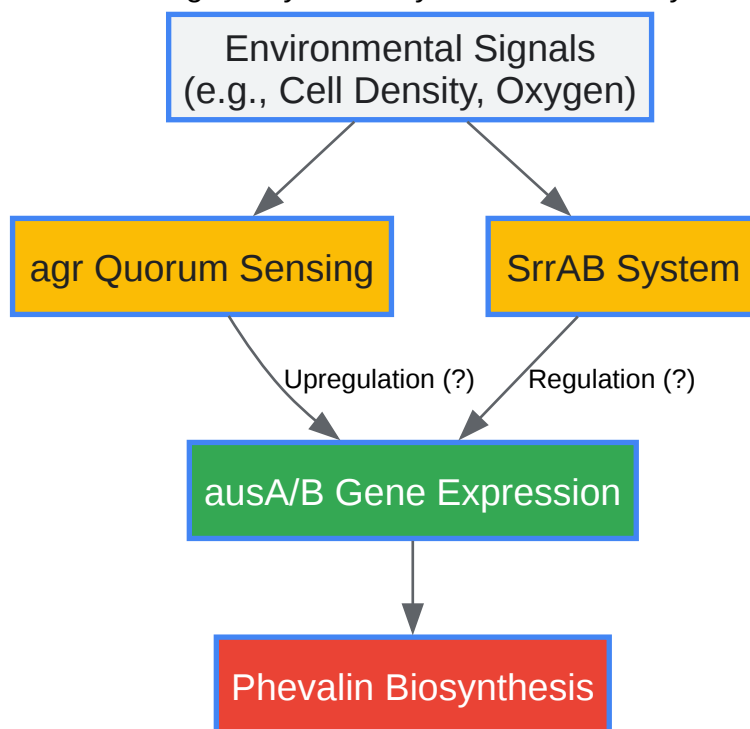 Environmental Signals
(e.g., Cell Density, Oxygen)
agr Quorum Sensing
SrrAB System
Upregulation (?)
Regulation (?)
ausA/B Gene Expression
Phevalin Biosynthesis